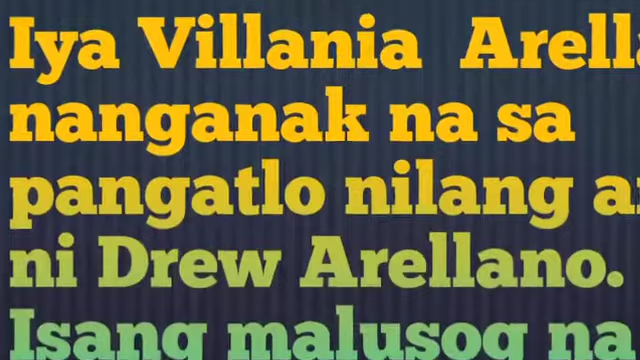 Iya Villania Arell
nanganak na sa
pangatlo nilang a
ni Drew Arellano.
Isang malusog na